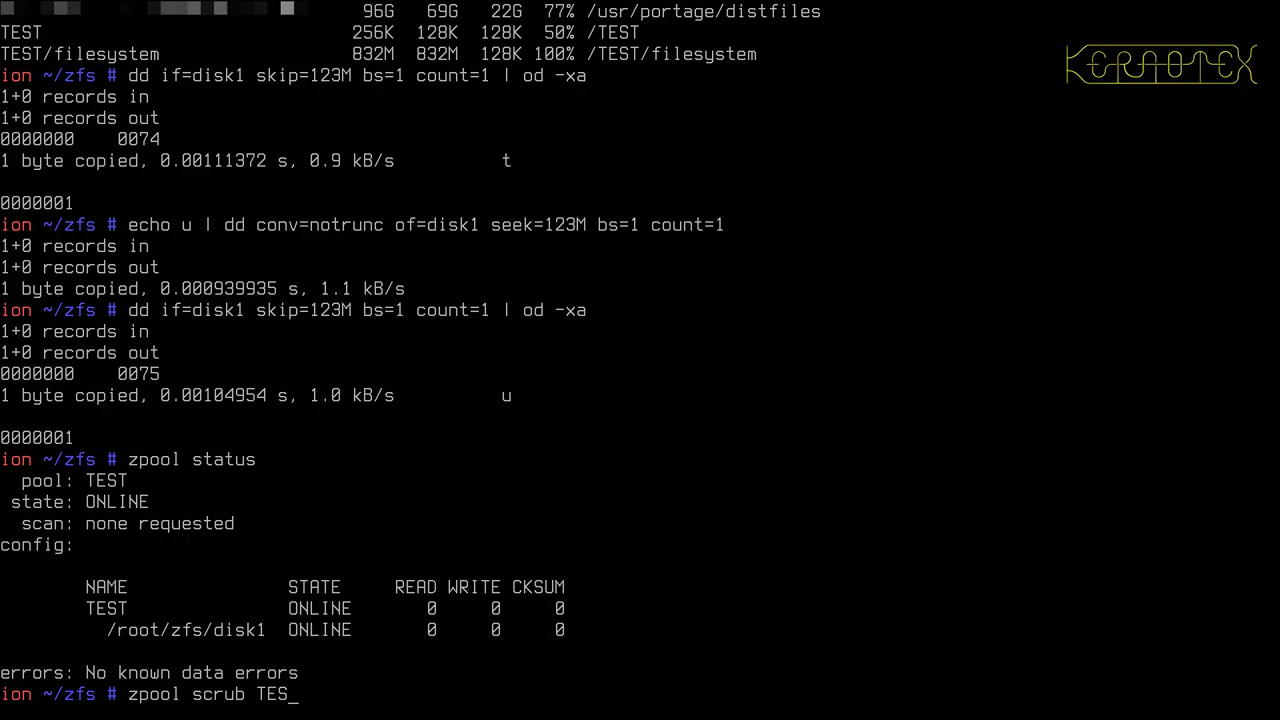 96G 69G 22G 77% /usr/portage/distfiles
TEST 256K 128K 128K 50% /TEST
TEST/filesystem 832M 832M 128K 100% /TEST/filesystem
ion ~/zfs # dd if=disk1 skip=123M bs=1 count=1 | od -xa
KERAOTEX
1+0 records in
1+0 records out
0000000 0074
1 byte copied, 0.00111372 s, 0.9 kB/s t
0000001
ion ~/zfs # echo u | dd conv=notrunc of=disk1 seek=123M bs=1 count=1
1+0 records in
1+0 records out
1 byte copied, 0.000939935 s, 1.1 kB/s
ion ~/zfs # dd if=disk1 skip=123M bs=1 count=1 | od -xa
1+0 records in
1+0 records out
0000000 0075
1 byte copied, 0.00104954 s, 1.0 kB/s u
0000001
ion ~/zfs # zpool status
pool: TEST
state: ONLINE
scan: none requested
config:
NAME STATE READ WRITE CKSUM
TEST ONLINE 0 0 0
/root/zfs/disk1 ONLINE 0 0 0
errors: No known data errors
ion ~/zfs # zpool scrub TES_